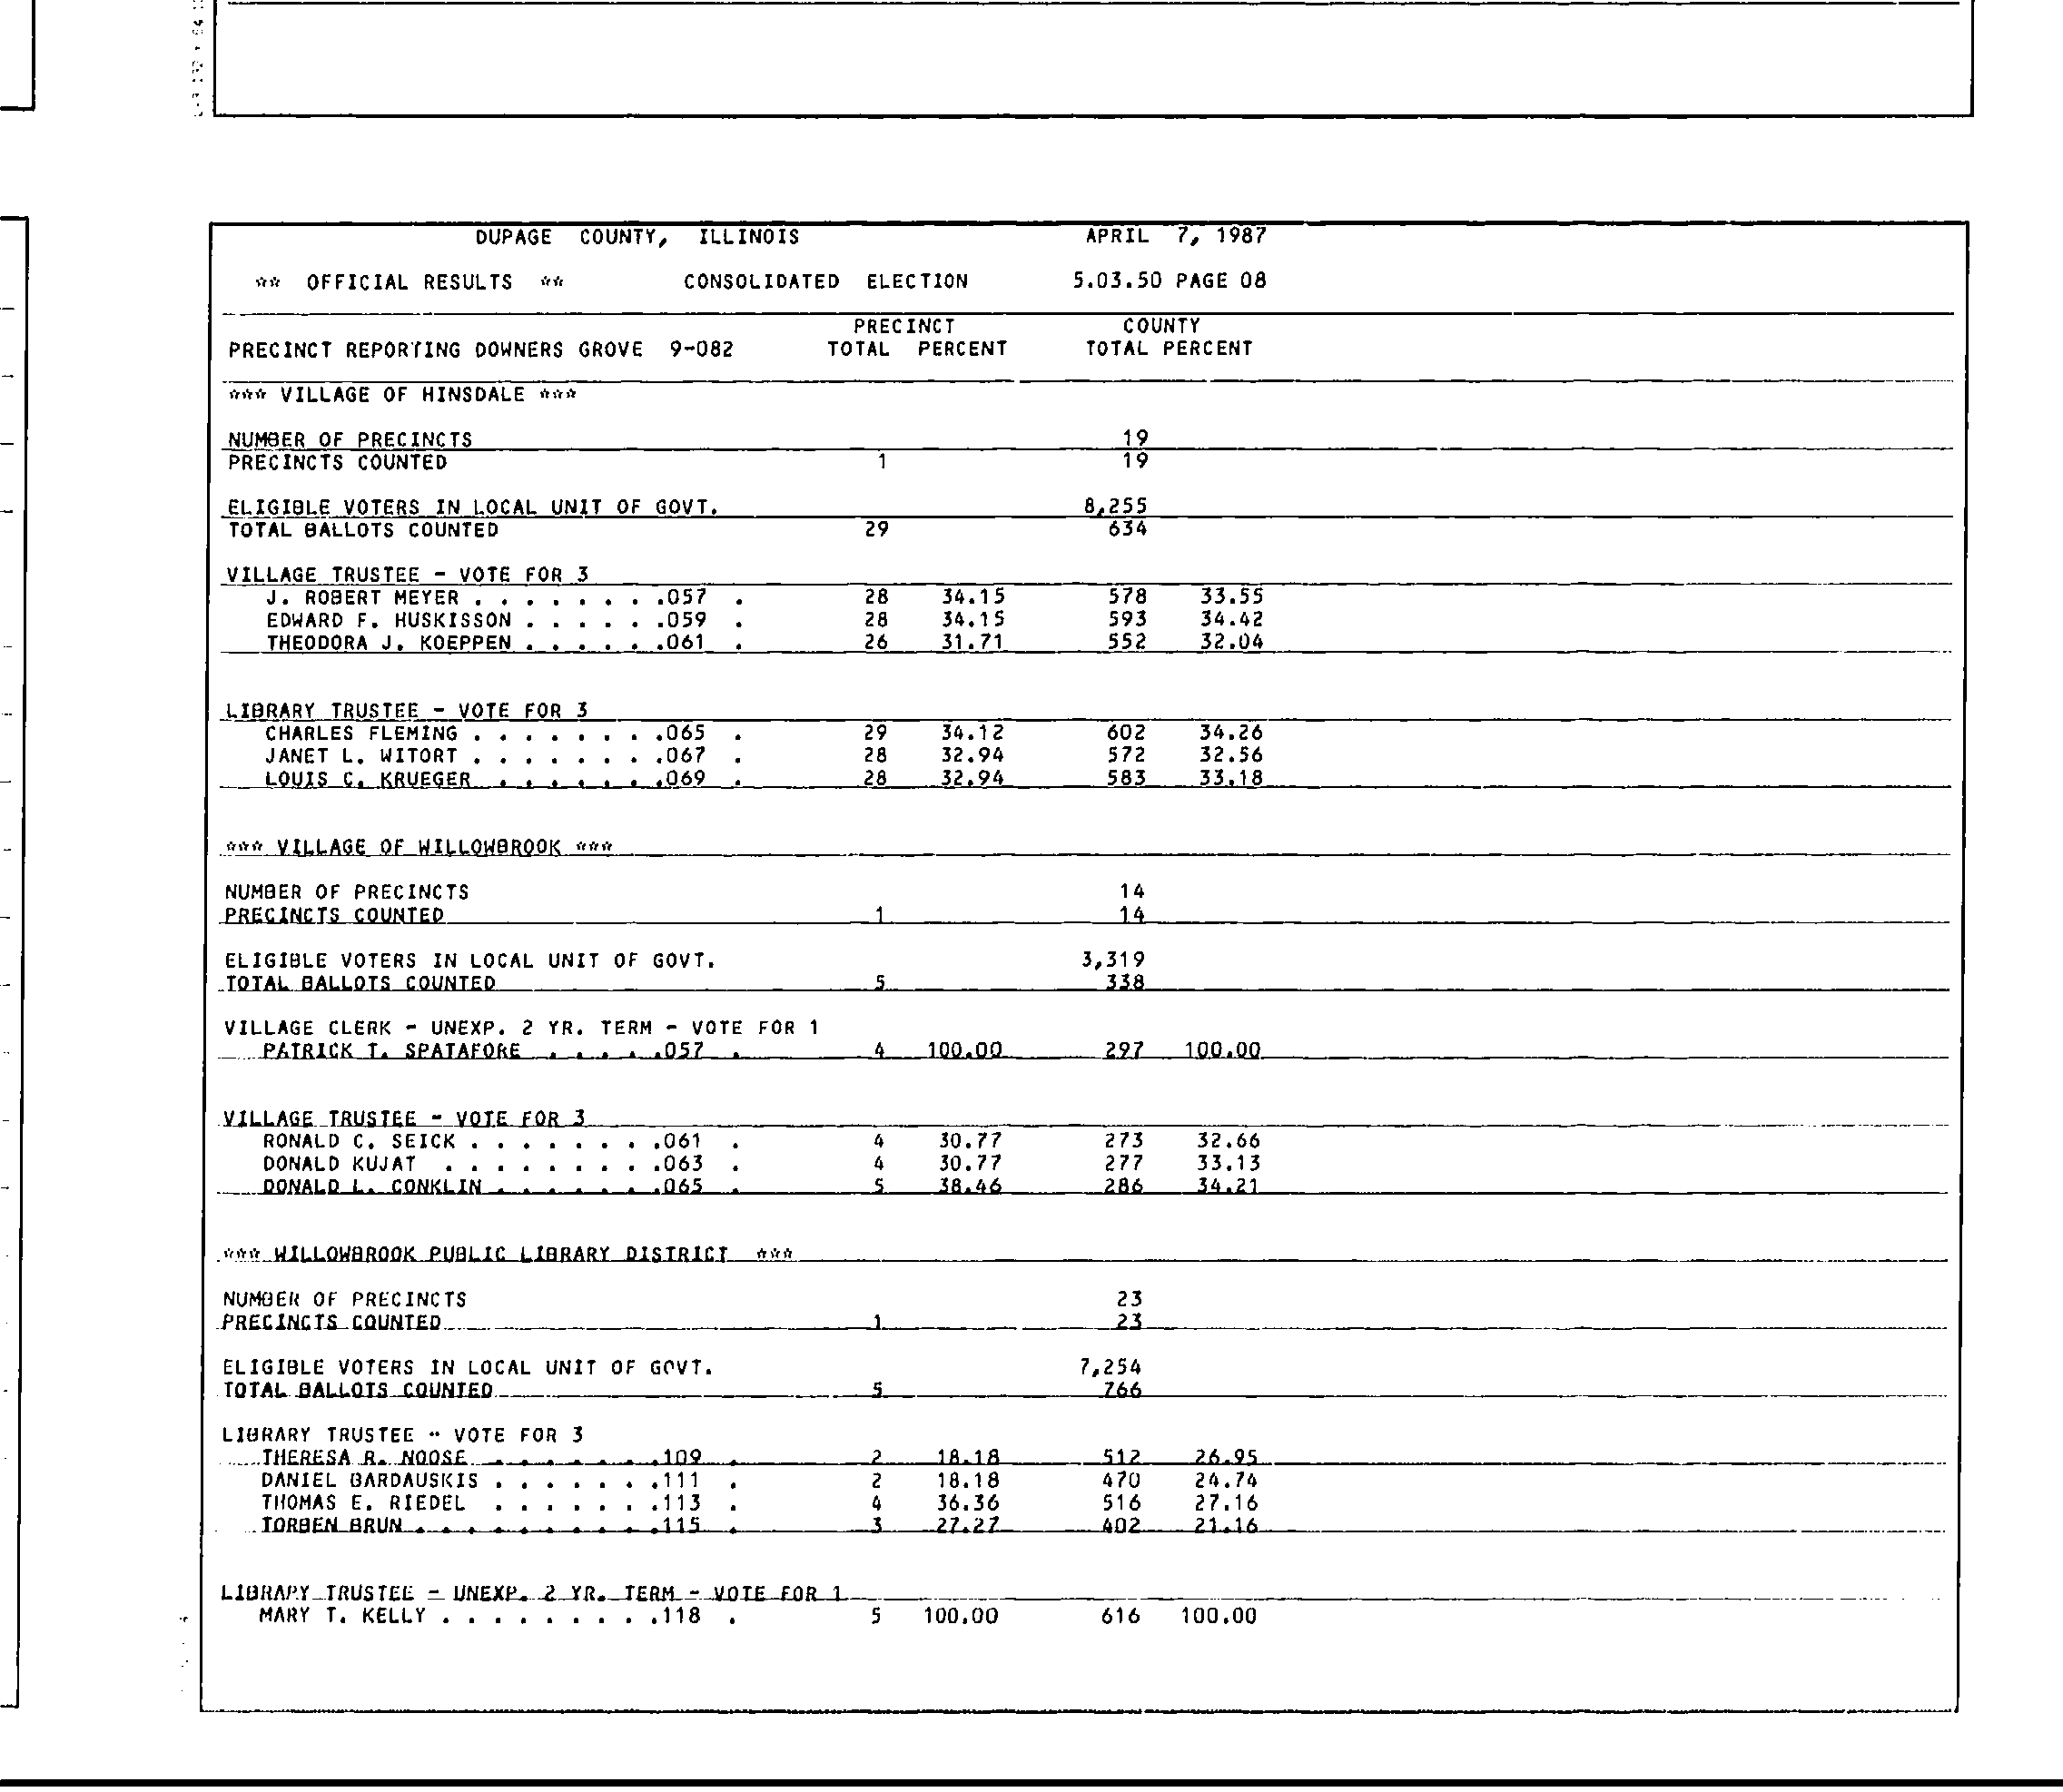 DUPAGE COUNTY, ILLINOIS APRIL 7, 1987
** OFFICIAL RESULTS ** CONSOLIDATED ELECTION 5.03.50 PAGE 08
PRECINCT COUNTY
PRECINCT REPORTING DOWNERS GROVE 9-082 TOTAL PERCENT TOTAL PERCENT
*** VILLAGE OF HINSDALE ***
NUMBER OF PRECINCTS 19
PRECINCTS COUNTED 1 19
ELIGIBLE VOTERS IN LOCAL UNIT OF GOVT. 8,255
TOTAL BALLOTS COUNTED 29 634
VILLAGE TRUSTEE - VOTE FOR 3
J. ROBERT MEYER . . . . . . . .057 . 28 34.15 578 33.55
EDWARD F. HUSKISSON . . . . . .059 . 28 34.15 593 34.42
THEODORA J. KOEPPEN . . . . . .061 . 26 31.71 552 32.04
LIBRARY TRUSTEE - VOTE FOR 3
CHARLES FLEMING . . . . . . . .065 . 29 34.12 602 34.26
JANET L. WITORT . . . . . . . .067 . 28 32.94 572 32.56
LOUIS C. KRUEGER . . . . . . .069 . 28 32.94 583 33.18
*** VILLAGE OF WILLOWBROOK ***
NUMBER OF PRECINCTS 14
PRECINCTS COUNTED 1 14
ELIGIBLE VOTERS IN LOCAL UNIT OF GOVT. 3,319
TOTAL BALLOTS COUNTED 5 338
VILLAGE CLERK - UNEXP. 2 YR. TERM - VOTE FOR 1
PATRICK T. SPATAFORE . . . . .057 . 4 100.00 297 100.00
VILLAGE TRUSTEE - VOTE FOR 3
RONALD C. SEICK . . . . . . . .061 . 4 30.77 273 32.66
DONALD KUJAT . . . . . . . . .063 . 4 30.77 277 33.13
DONALD L. CONKLIN . . . . . . .065 . 5 38.46 286 34.21
*** WILLOWBROOK PUBLIC LIBRARY DISTRICT ***
NUMBER OF PRECINCTS 23
PRECINCTS COUNTED 1 23
ELIGIBLE VOTERS IN LOCAL UNIT OF GOVT. 7,254
TOTAL BALLOTS COUNTED 5 766
LIBRARY TRUSTEE - VOTE FOR 3
THERESA R. NOOSE . . . . . . .109 . 2 18.18 512 26.95
DANIEL BARDAUSKIS . . . . . . .111 . 2 18.18 470 24.74
THOMAS E. RIEDEL . . . . . . .113 . 4 36.36 516 27.16
TORBEN BRUN . . . . . . . . . .115 . 3 27.27 402 21.16
LIBRARY TRUSTEE - UNEXP. 2 YR. TERM - VOTE FOR 1
MARY T. KELLY . . . . . . . . .118 . 5 100.00 616 100.00